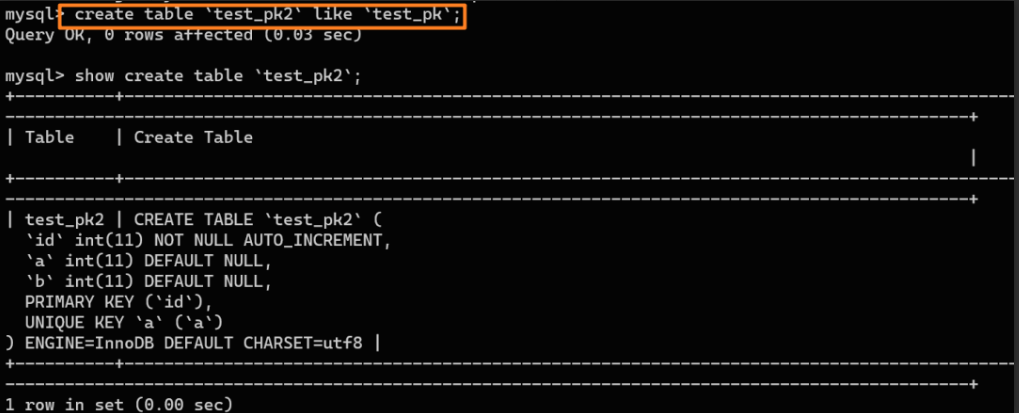 mysql> create table `test_pk2` like `test_pk`;
Query OK, 0 rows affected (0.03 sec)
mysql> show create table `test_pk2`;
+----------+--------------------------------------------------------------------------------------------
--------------------------------------------------------------------------------------------------+
| Table    | Create Table
|
+----------+--------------------------------------------------------------------------------------------
--------------------------------------------------------------------------------------------------+
| test_pk2 | CREATE TABLE `test_pk2` (
  `id` int(11) NOT NULL AUTO_INCREMENT,
  `a` int(11) DEFAULT NULL,
  `b` int(11) DEFAULT NULL,
  PRIMARY KEY (`id`),
  UNIQUE KEY `a` (`a`)
) ENGINE=InnoDB DEFAULT CHARSET=utf8 |
+----------+--------------------------------------------------------------------------------------------
--------------------------------------------------------------------------------------------------+
1 row in set (0.00 sec)